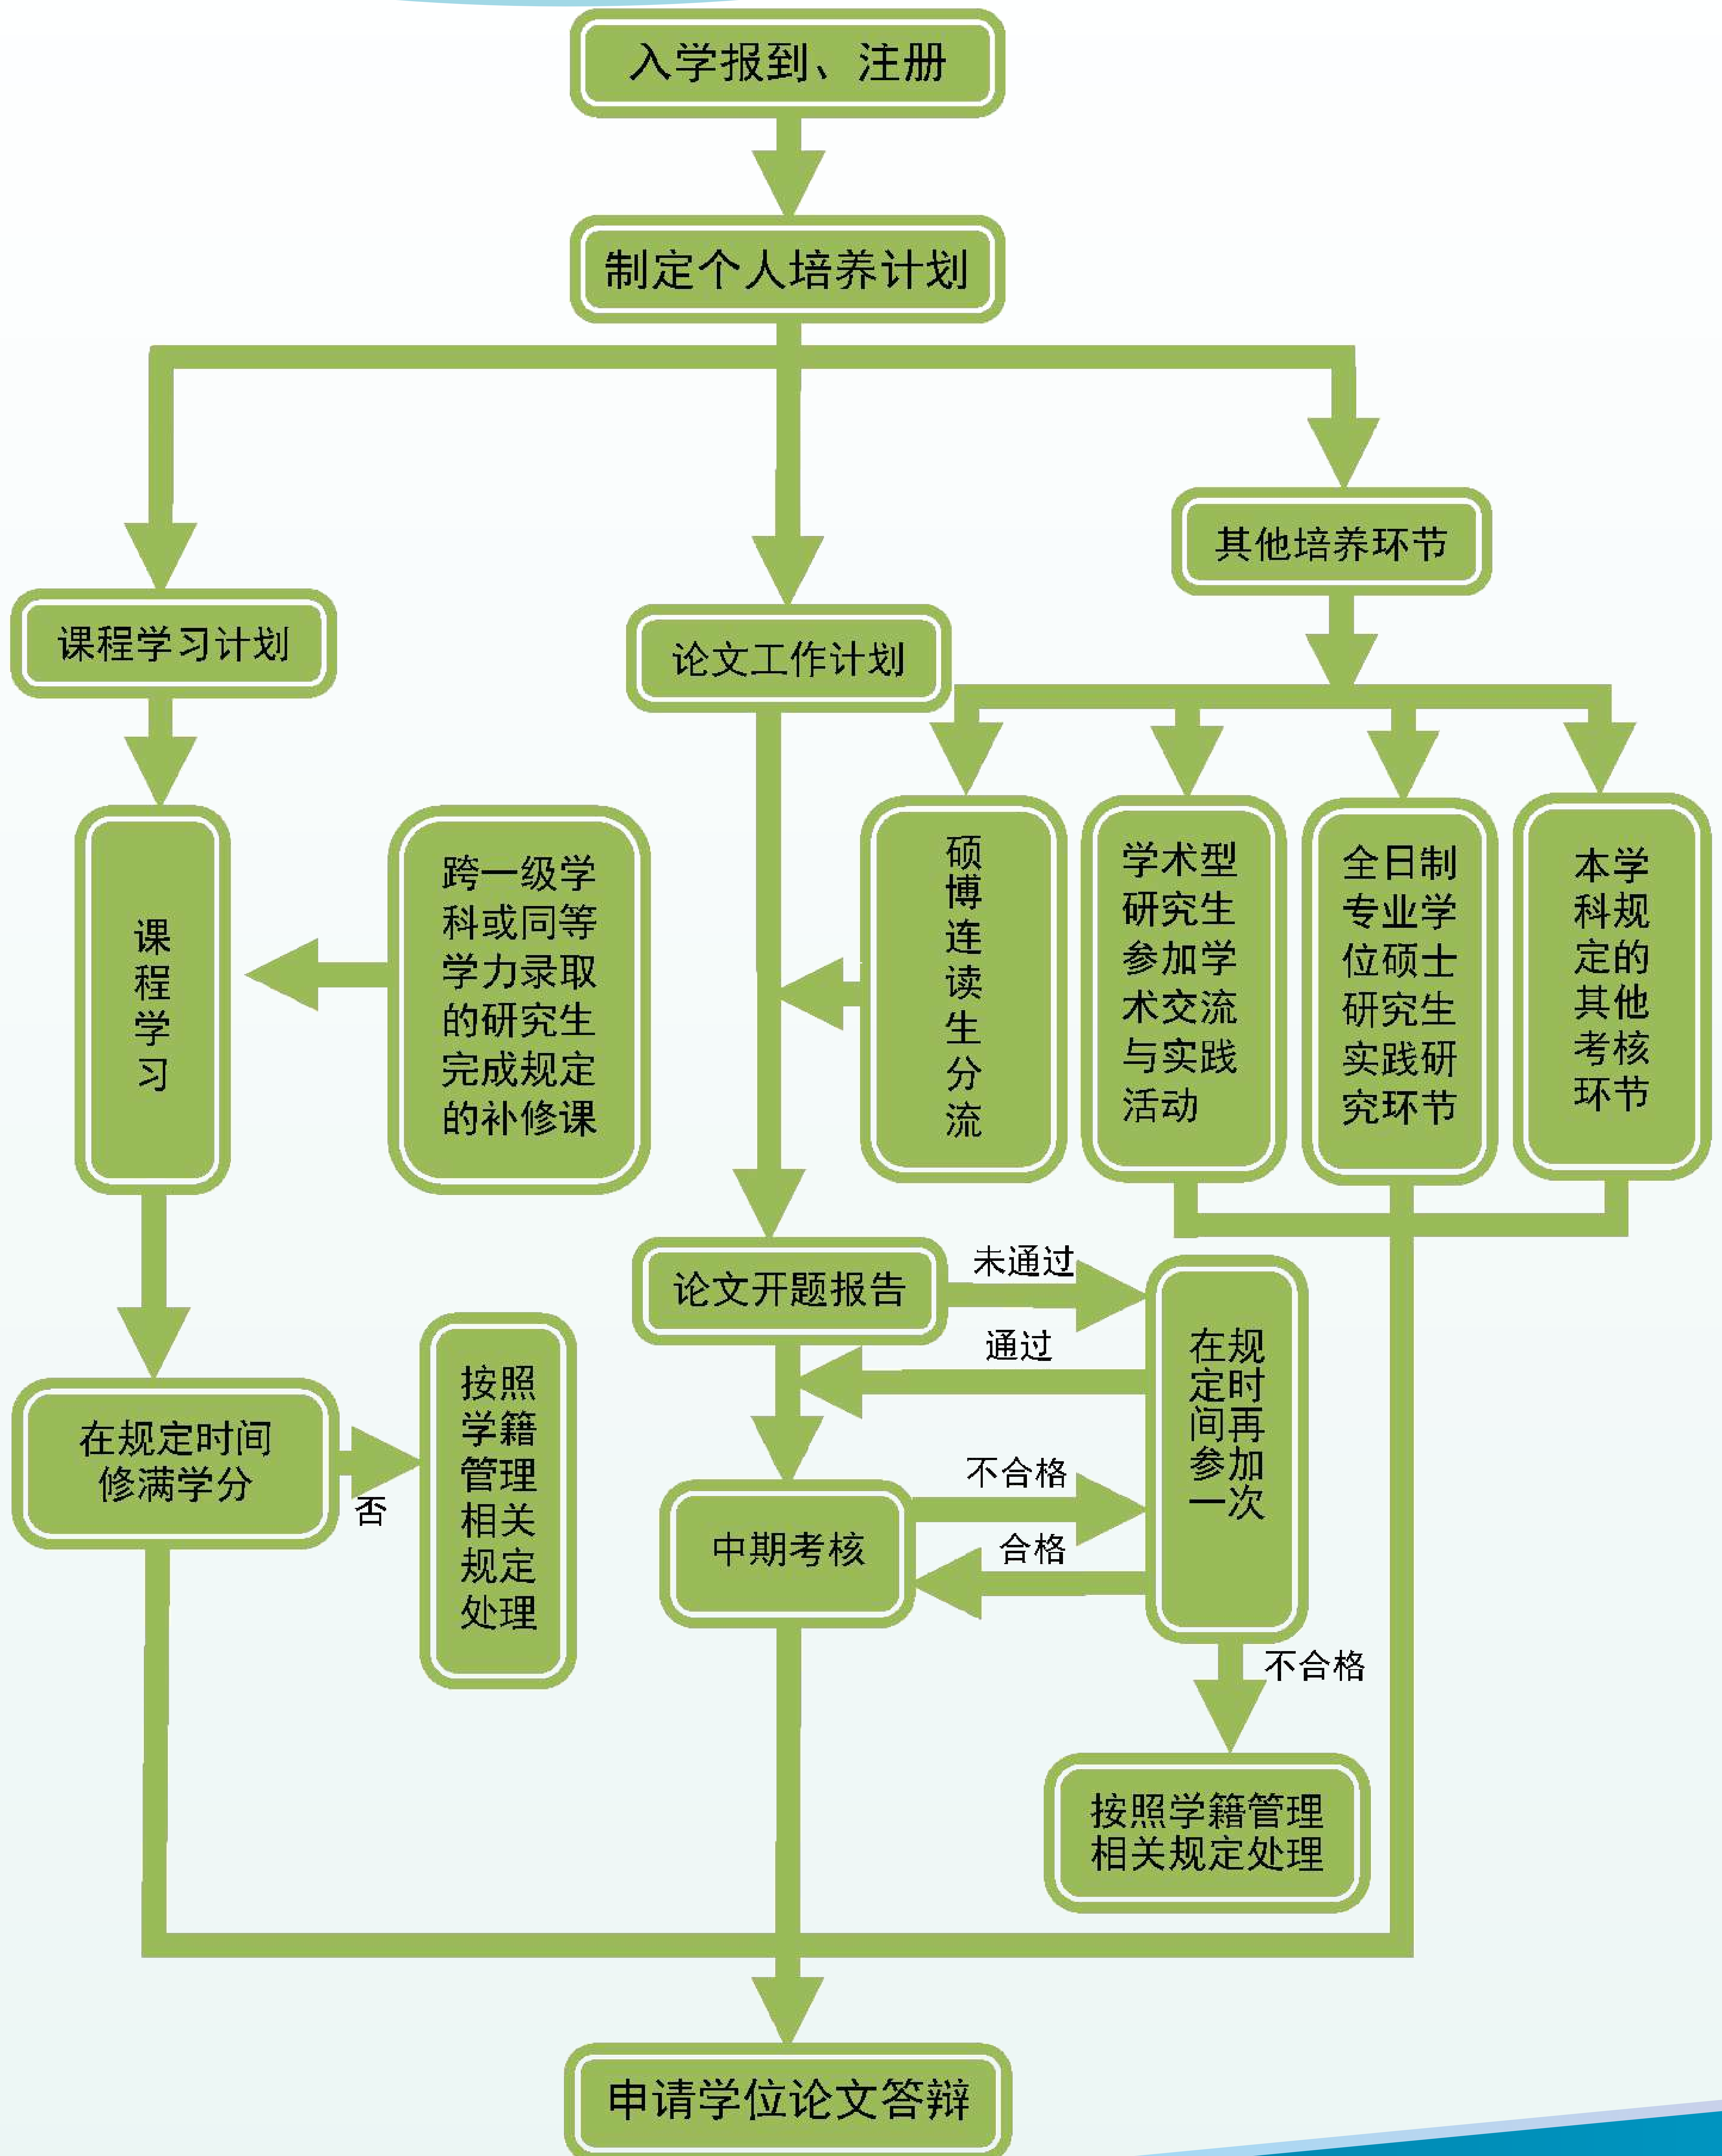 入学报到、注册
制定个人培养计划
其他培养环节
课程学习计划
论文工作计划
课
程
学
习
跨一级学
科或同等
学力录取
的研究生
完成规定
的补修课
硕
博
连
读
生
分
流
学术型
研究生
参加学
术交流
与实践
活动
全日制
专业学
位硕士
研究生
实践研
究环节
本学
科规
定的
其他
考核
环节
论文开题报告
未通过
通过
在规
定时
间再
参加
一次
在规定时间
修满学分
否
按照
学籍
管理
相关
规定
处理
中期考核
不合格
合格
不合格
按照学籍管理
相关规定处理
申请学位论文答辩